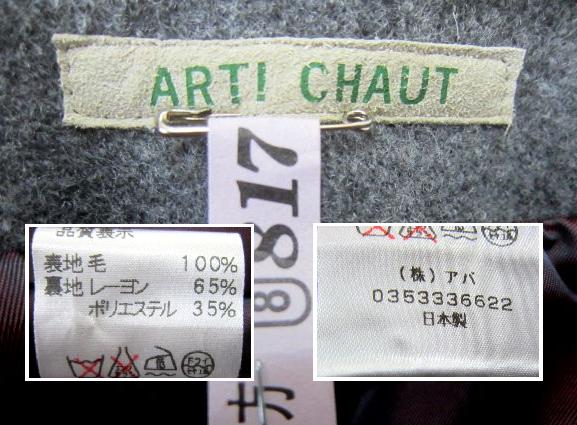 ARTI CHAUT
817
8
品質表示
表地 毛 100%
裏地 レーヨン 65%
ポリエステル 35%
(株) アバ
0353336622
日本製